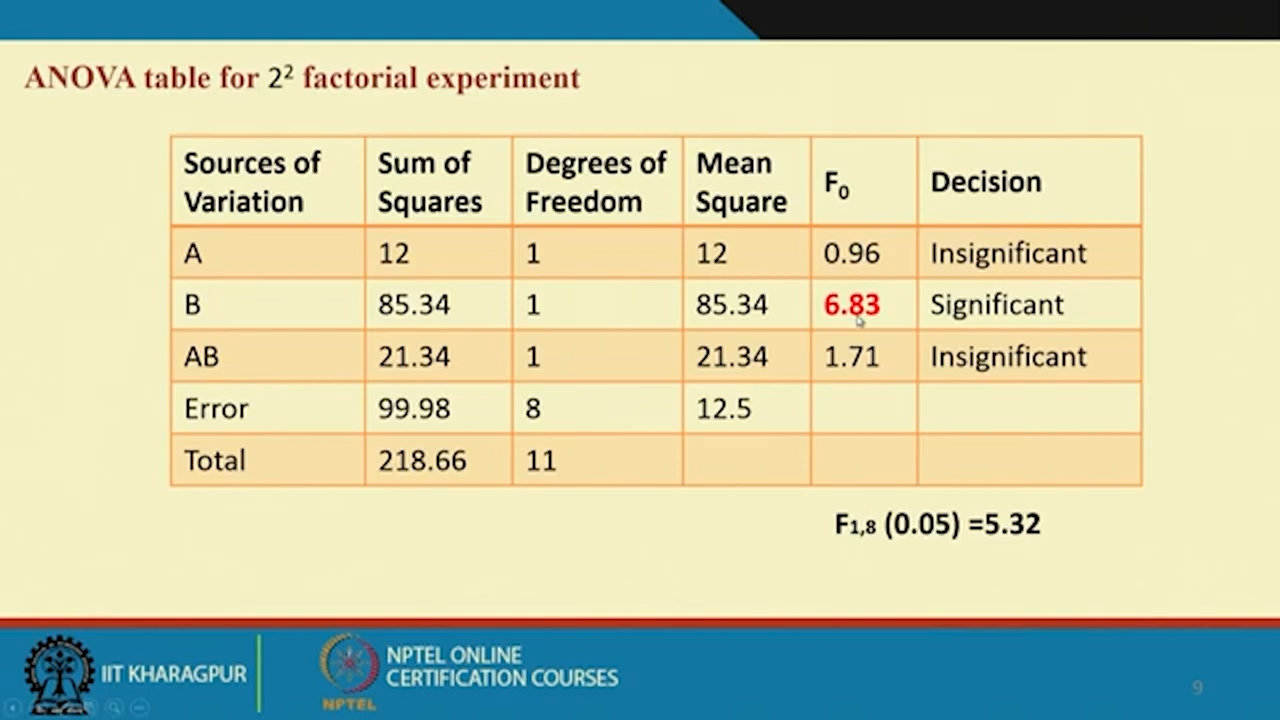 ANOVA table for 2² factorial experiment
Sources of Variation Sum of Squares Degrees of Freedom Mean Square F₀ Decision
A 12 1 12 0.96 Insignificant
B 85.34 1 85.34 6.83 Significant
AB 21.34 1 21.34 1.71 Insignificant
Error 99.98 8 12.5
Total 218.66 11
F₁,₈ (0.05) =5.32
IIT KHARAGPUR
NPTEL ONLINE
CERTIFICATION COURSES
NPTEL
9